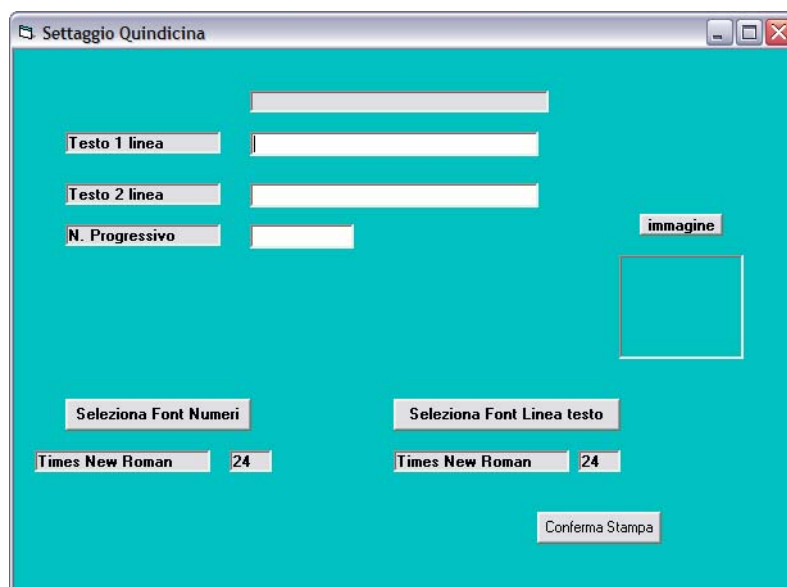 Settaggio Quindicina
Testo 1 linea
Testo 2 linea
N. Progressivo
immagine
Seleziona Font Numeri
Seleziona Font Linea testo
Times New Roman 24
Times New Roman 24
Conferma Stampa